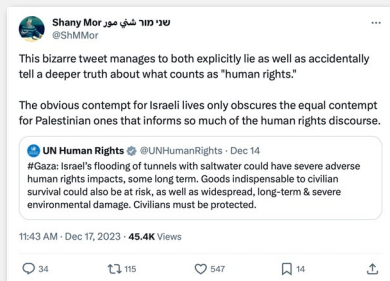 Shany Mor שני מור شني مور
@ShMMor
This bizarre tweet manages to both explicitly lie as well as accidentally
tell a deeper truth about what counts as "human rights."
The obvious contempt for Israeli lives only obscures the equal contempt
for Palestinian ones that informs so much of the human rights discourse.
UN Human Rights @UNHumanRights · Dec 14
#Gaza: Israel's flooding of tunnels with saltwater could have severe adverse
human rights impacts, some long term. Goods indispensable to civilian
survival could also be at risk, as well as widespread, long-term & severe
environmental damage. Civilians must be protected.
11:43 AM · Dec 17, 2023 · 45.4K Views
34 115 547 14